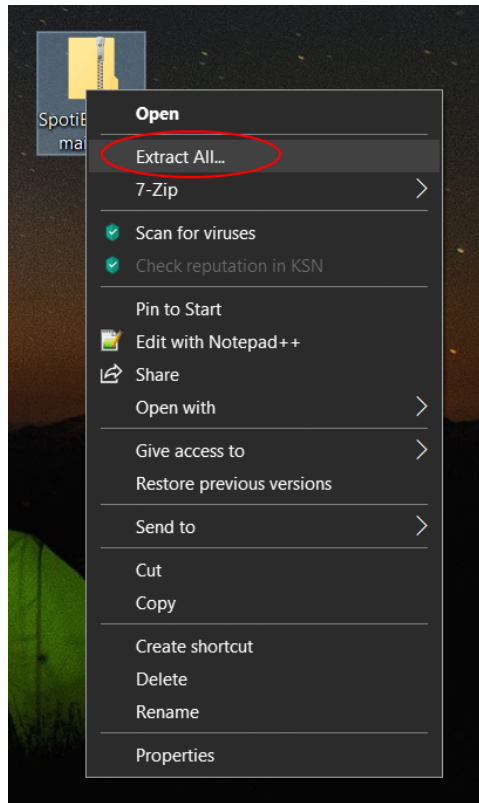 Open
Extract All...
7-Zip
Scan for viruses
Check reputation in KSN
Pin to Start
Edit with Notepad++
Share
Open with
Give access to
Restore previous versions
Send to
Cut
Copy
Create shortcut
Delete
Rename
Properties